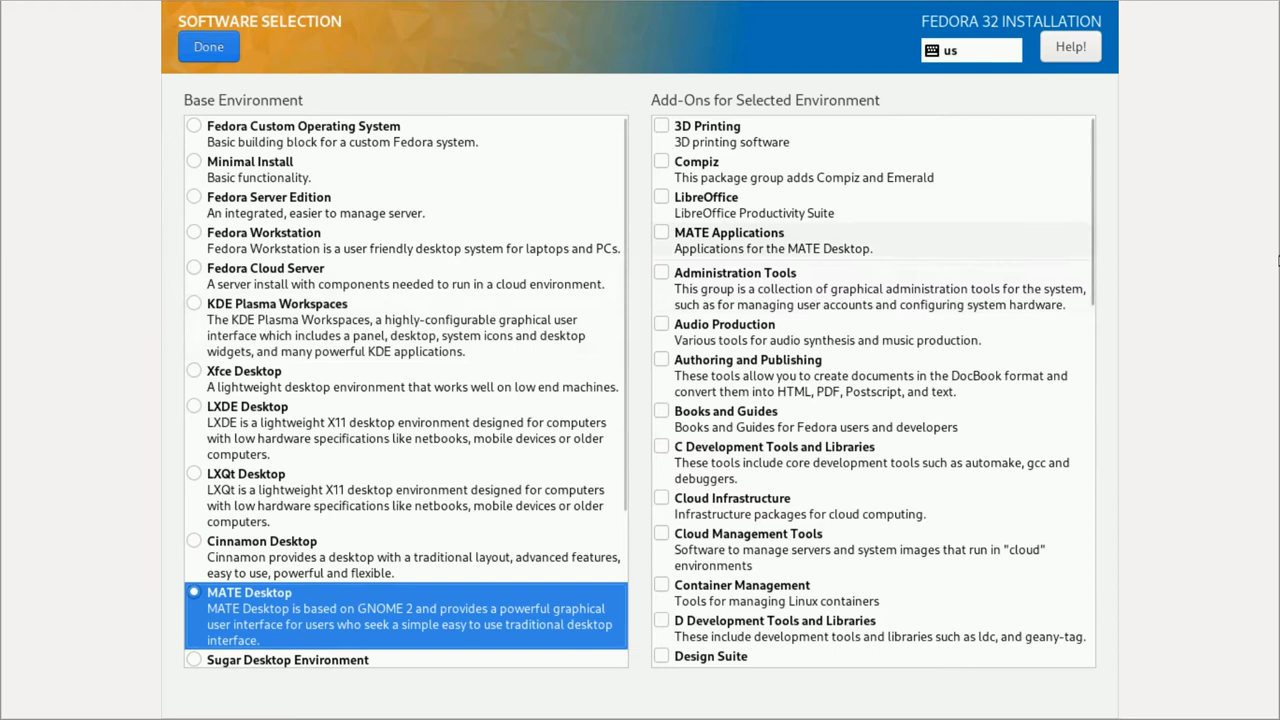 SOFTWARE SELECTION
FEDORA 32 INSTALLATION
Done
us
Help!
Base Environment
Fedora Custom Operating System
Basic building block for a custom Fedora system.
Minimal Install
Basic functionality.
Fedora Server Edition
An integrated, easier to manage server.
Fedora Workstation
Fedora Workstation is a user friendly desktop system for laptops and PCs.
Fedora Cloud Server
A server install with components needed to run in a cloud environment.
KDE Plasma Workspaces
The KDE Plasma Workspaces, a highly-configurable graphical user
interface which includes a panel, desktop, system icons and desktop
widgets, and many powerful KDE applications.
Xfce Desktop
A lightweight desktop environment that works well on low end machines.
LXDE Desktop
LXDE is a lightweight X11 desktop environment designed for computers
with low hardware specifications like netbooks, mobile devices or older
computers.
LXQt Desktop
LXQt is a lightweight X11 desktop environment designed for computers
with low hardware specifications like netbooks, mobile devices or older
computers.
Cinnamon Desktop
Cinnamon provides a desktop with a traditional layout, advanced features,
easy to use, powerful and flexible.
MATE Desktop
MATE Desktop is based on GNOME 2 and provides a powerful graphical
user interface for users who seek a simple easy to use traditional desktop
interface.
Sugar Desktop Environment
Add-Ons for Selected Environment
3D Printing
3D printing software
Compiz
This package group adds Compiz and Emerald
LibreOffice
LibreOffice Productivity Suite
MATE Applications
Applications for the MATE Desktop.
Administration Tools
This group is a collection of graphical administration tools for the system,
such as for managing user accounts and configuring system hardware.
Audio Production
Various tools for audio synthesis and music production.
Authoring and Publishing
These tools allow you to create documents in the DocBook format and
convert them into HTML, PDF, Postscript, and text.
Books and Guides
Books and Guides for Fedora users and developers
C Development Tools and Libraries
These tools include core development tools such as automake, gcc and
debuggers.
Cloud Infrastructure
Infrastructure packages for cloud computing.
Cloud Management Tools
Software to manage servers and system images that run in "cloud"
environments
Container Management
Tools for managing Linux containers
D Development Tools and Libraries
These include development tools and libraries such as ldc, and geany-tag.
Design Suite